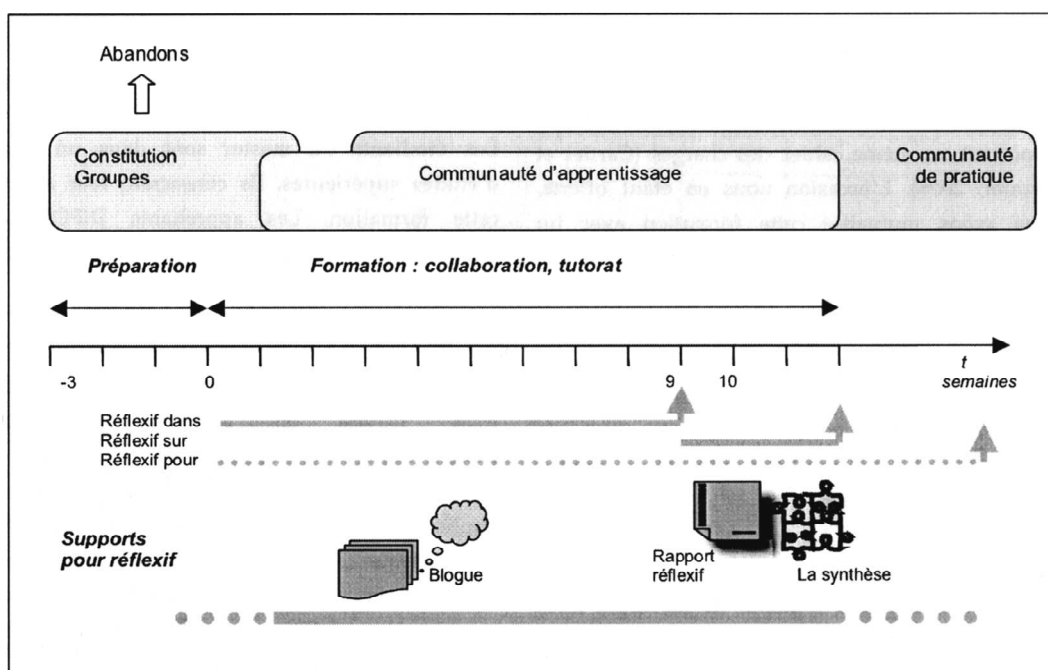 Abandons
Constitution
Groupes
Communauté d'apprentissage
Communauté
de pratique
Préparation
Formation : collaboration, tutorat
-3
0
9
10
t
semaines
Réflexif dans
Réflexif sur
Réflexif pour
Supports
pour réflexif
Blogue
Rapport
réflexif
La synthèse